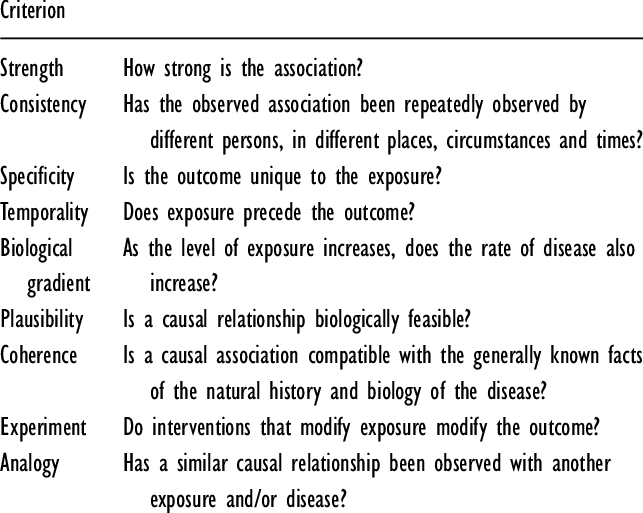 Criterion
Strength How strong is the association?
Consistency Has the observed association been repeatedly observed by
different persons, in different places, circumstances and times?
Specificity Is the outcome unique to the exposure?
Temporality Does exposure precede the outcome?
Biological As the level of exposure increases, does the rate of disease also
gradient increase?
Plausibility Is a causal relationship biologically feasible?
Coherence Is a causal association compatible with the generally known facts
of the natural history and biology of the disease?
Experiment Do interventions that modify exposure modify the outcome?
Analogy Has a similar causal relationship been observed with another
exposure and/or disease?